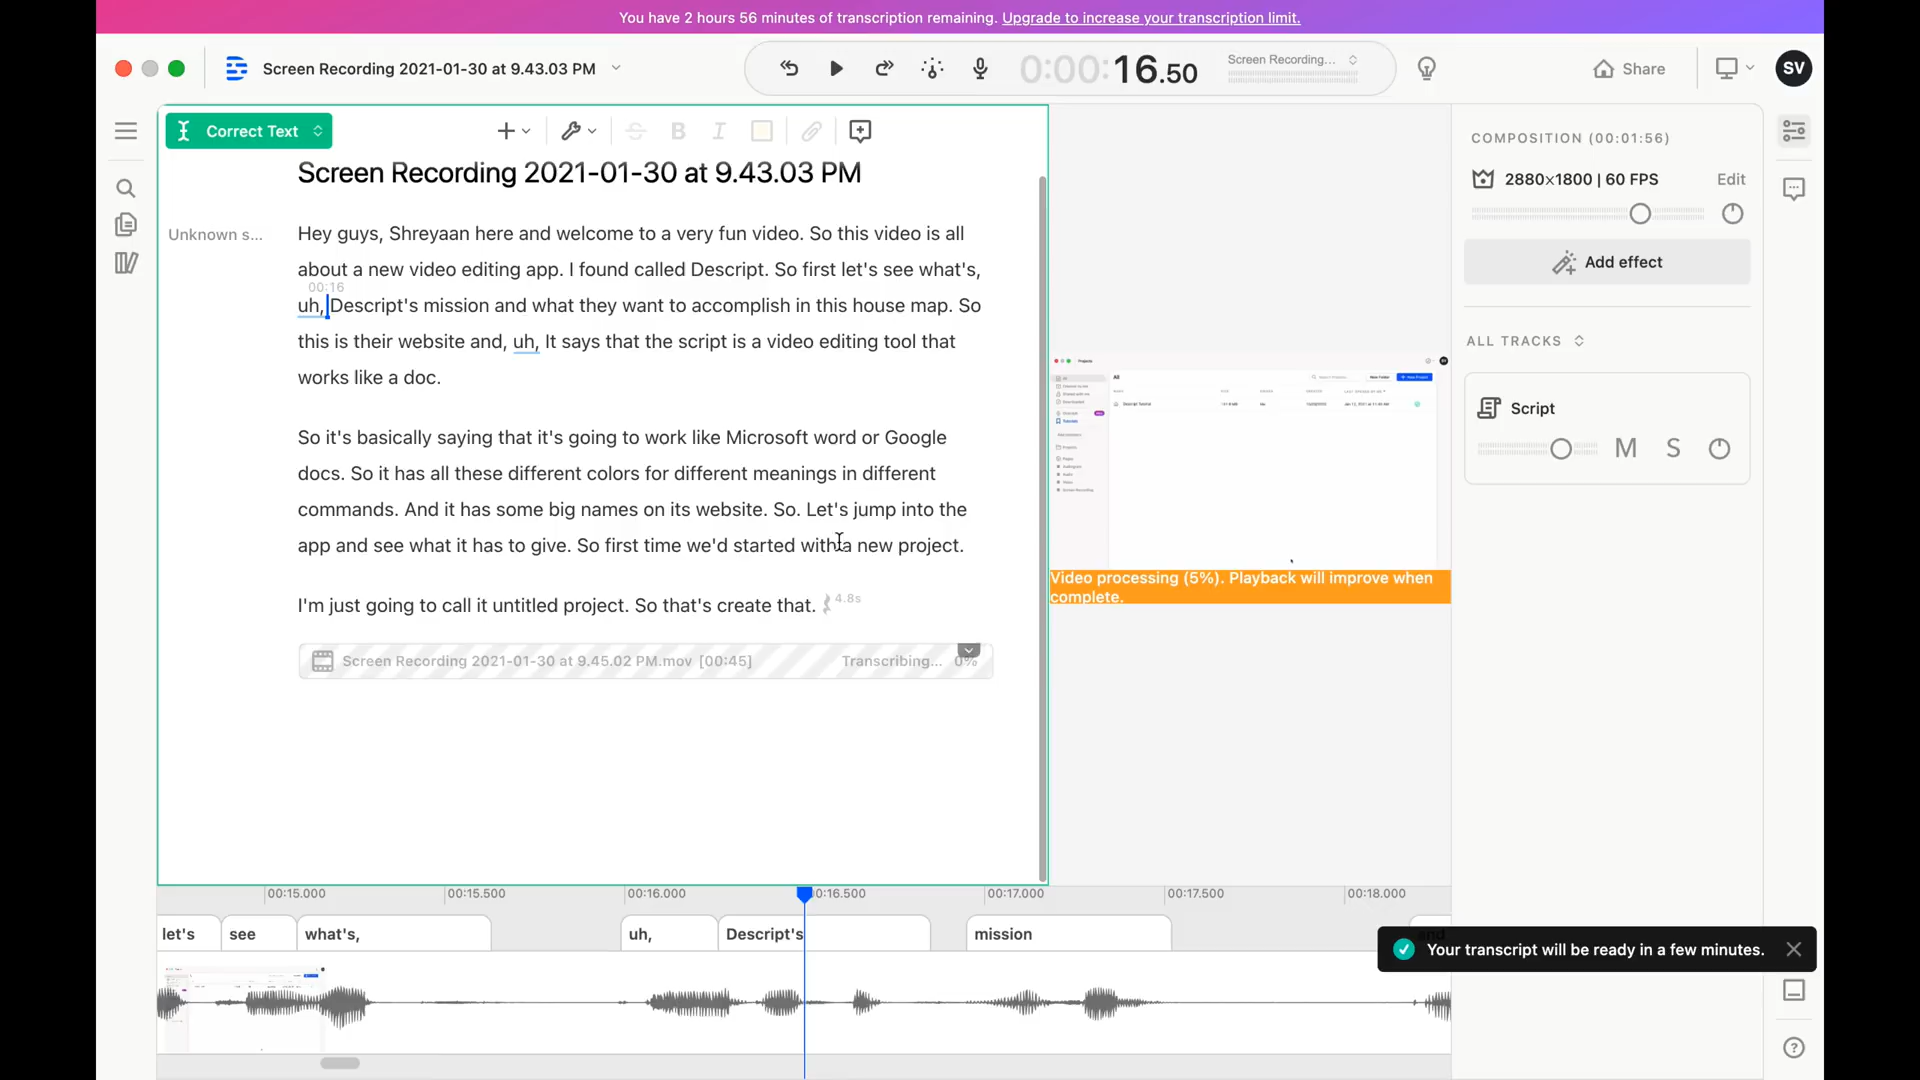 You have 2 hours 56 minutes of transcription remaining. Upgrade to increase your transcription limit.
Screen Recording 2021-01-30 at 9.43.03 PM
0:00:16.50
Screen Recording...
Share
SV
Correct Text
B I
Screen Recording 2021-01-30 at 9.43.03 PM
Unknown s...
Hey guys, Shreyaan here and welcome to a very fun video. So this video is all
about a new video editing app. I found called Descript. So first let's see what's,
00:16
uh, Descript's mission and what they want to accomplish in this house map. So
this is their website and, uh, It says that the script is a video editing tool that
works like a doc.
So it's basically saying that it's going to work like Microsoft word or Google
docs. So it has all these different colors for different meanings in different
commands. And it has some big names on its website. So. Let's jump into the
app and see what it has to give. So first time we'd started with a new project.
I'm just going to call it untitled project. So that's create that. 4.8s
Screen Recording 2021-01-30 at 9.45.02 PM.mov [00:45] Transcribing... 0%
Video processing (5%). Playback will improve when
complete.
COMPOSITION (00:01:56)
2880×1800 | 60 FPS Edit
Add effect
ALL TRACKS
Script
M S
00:15.000 00:15.500 00:16.000 0:16.500 00:17.000 00:17.500 00:18.000
let's see what's, uh, Descript's mission
Your transcript will be ready in a few minutes.